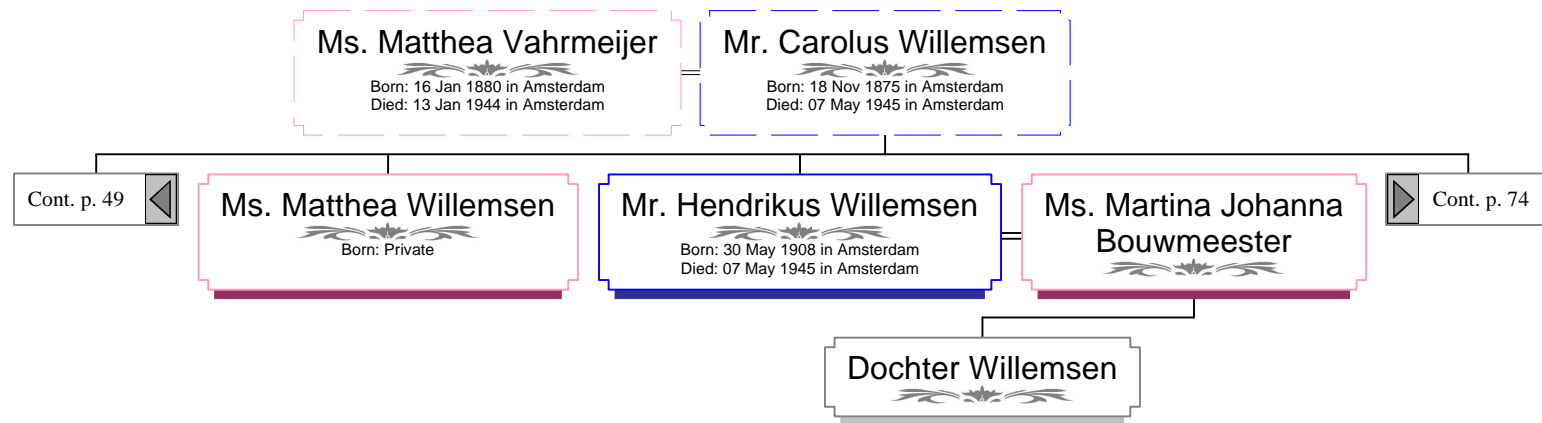 Ms. Matthea Vahrmeijer
Born: 16 Jan 1880 in Amsterdam
Died: 13 Jan 1944 in Amsterdam
Mr. Carolus Willemsen
Born: 18 Nov 1875 in Amsterdam
Died: 07 May 1945 in Amsterdam
Cont. p. 49
Ms. Matthea Willemsen
Born: Private
Mr. Hendrikus Willemsen
Born: 30 May 1908 in Amsterdam
Died: 07 May 1945 in Amsterdam
Ms. Martina Johanna
Bouwmeester
Cont. p. 74
Dochter Willemsen